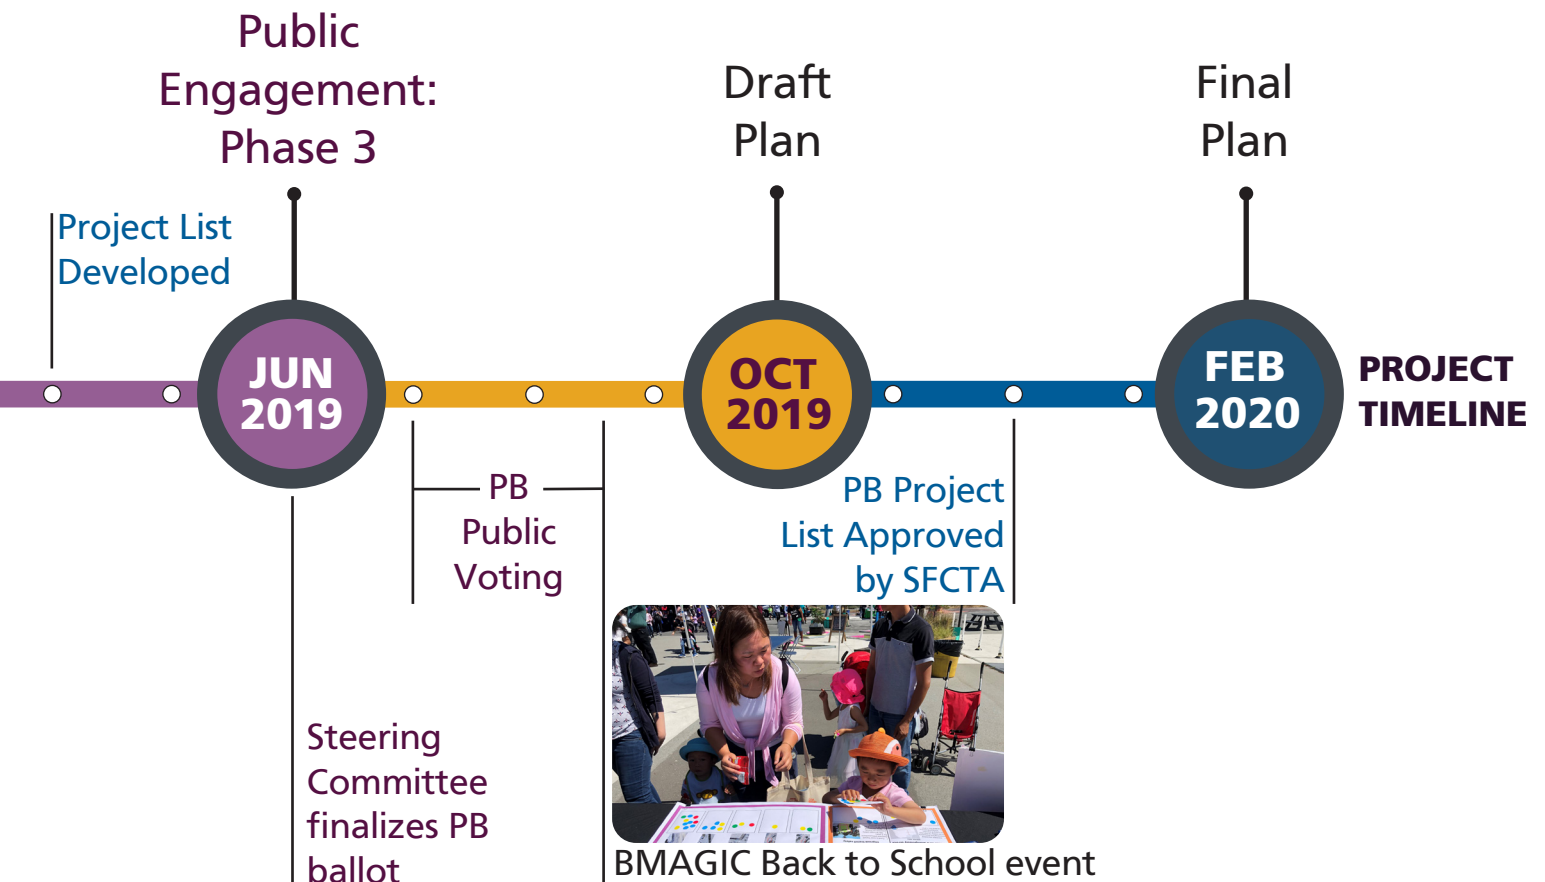 Public
Engagement:
Phase 3
Draft
Plan
Final
Plan
Project List
Developed
JUN
2019
OCT
2019
FEB
2020
PROJECT
TIMELINE
PB
Public
Voting
PB Project
List Approved
by SFCTA
Steering
Committee
finalizes PB
ballot
BMAGIC Back to School event